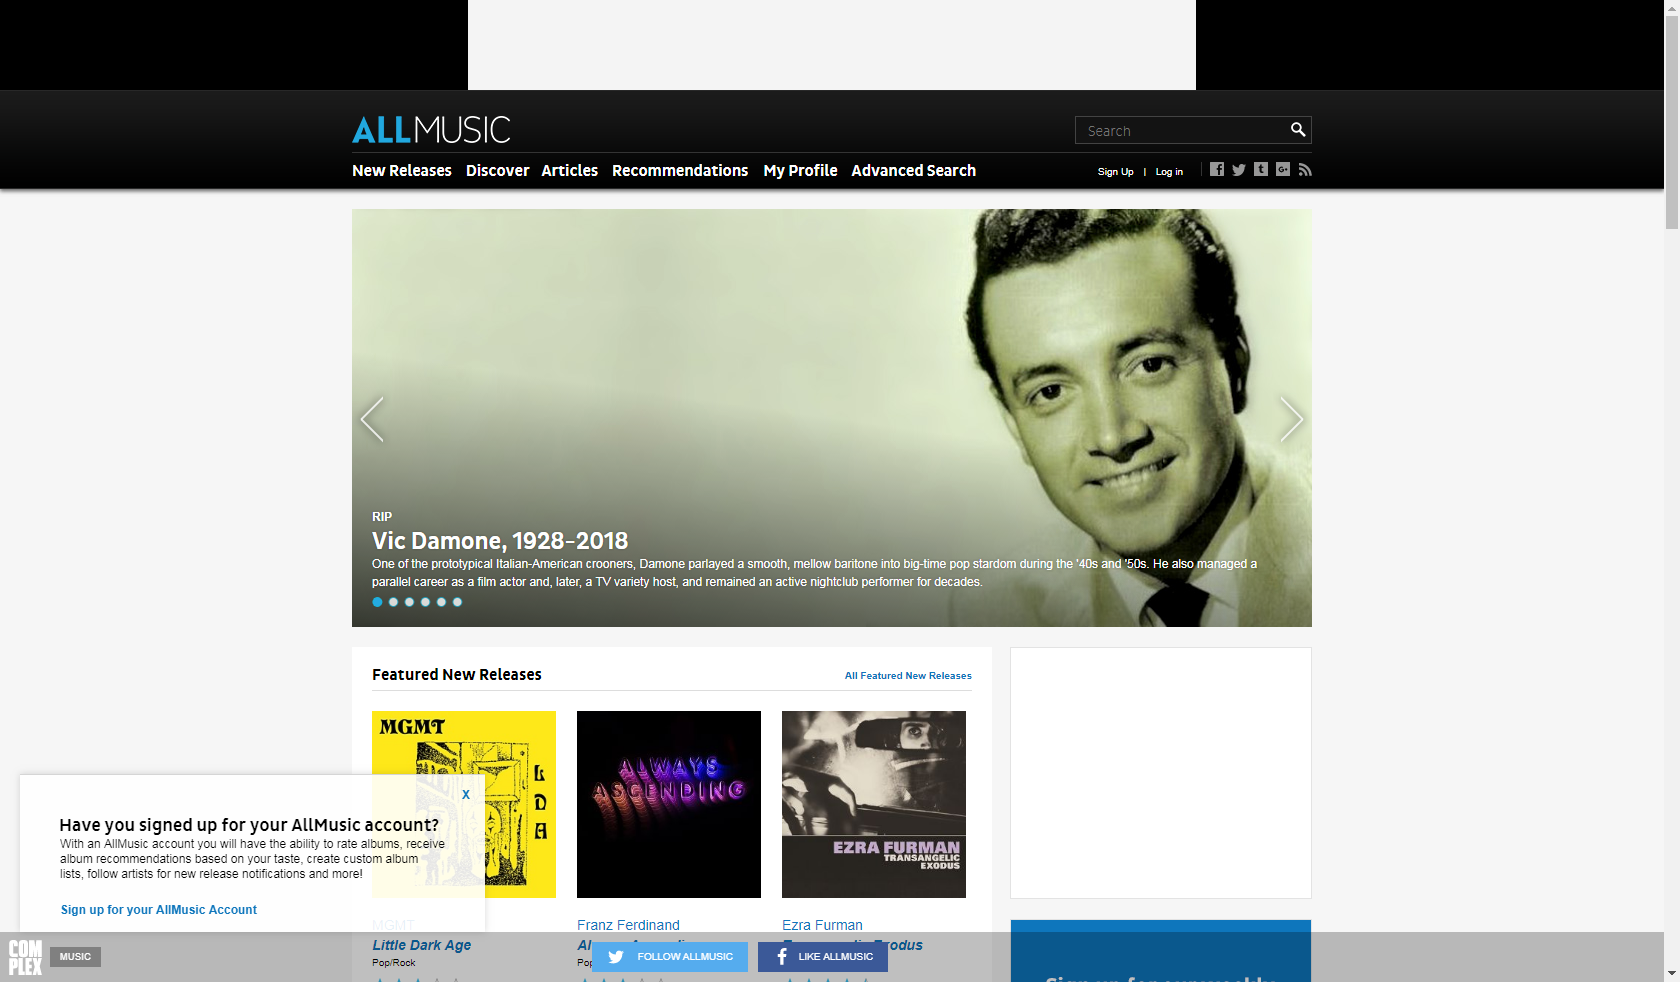 ALLMUSIC
Search
New Releases Discover Articles Recommendations My Profile Advanced Search
Sign Up | Log in
RIP
Vic Damone, 1928-2018
One of the prototypical Italian-American crooners, Damone parlayed a smooth, mellow baritone into big-time pop stardom during the '40s and '50s. He also managed a
parallel career as a film actor and, later, a TV variety host, and remained an active nightclub performer for decades.
Featured New Releases
All Featured New Releases
MGMT
L
D
A
ALWAYS
ASCENDING
EZRA FURMAN
TRANSANGELIC
EXODUS
X
Have you signed up for your AllMusic account?
With an AllMusic account you will have the ability to rate albums, receive
album recommendations based on your taste, create custom album
lists, follow artists for new release notifications and more!
Sign up for your AllMusic Account
MGMT
Little Dark Age
Pop/Rock
Franz Ferdinand
Ezra Furman
COMPLEX
MUSIC
FOLLOW ALLMUSIC
LIKE ALLMUSIC